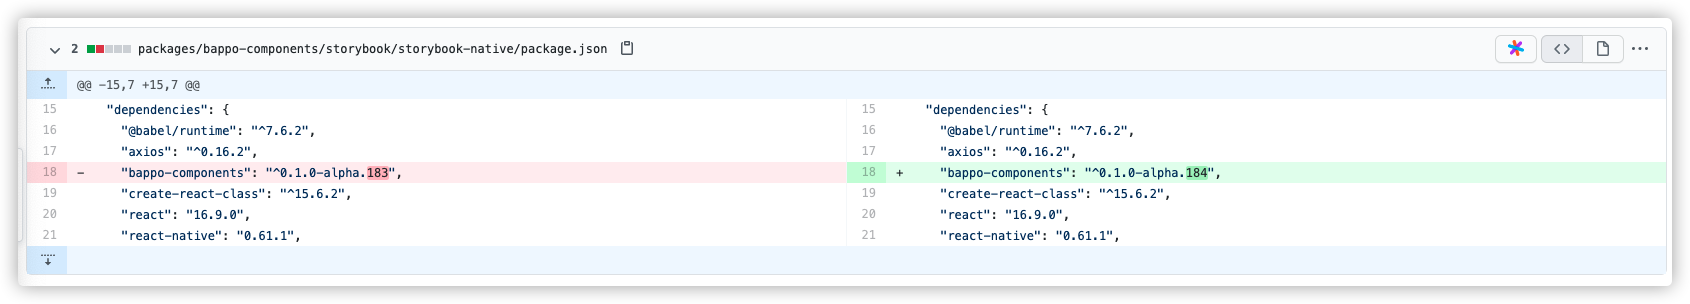 2 packages/bappo-components/storybook/storybook-native/package.json
@@ -15,7 +15,7 @@
15 "dependencies": {
16 "@babel/runtime": "^7.6.2",
17 "axios": "^0.16.2",
18 - "bappo-components": "^0.1.0-alpha.183",
19 "create-react-class": "^15.6.2",
20 "react": "16.9.0",
21 "react-native": "0.61.1",
15 "dependencies": {
16 "@babel/runtime": "^7.6.2",
17 "axios": "^0.16.2",
18 + "bappo-components": "^0.1.0-alpha.184",
19 "create-react-class": "^15.6.2",
20 "react": "16.9.0",
21 "react-native": "0.61.1",